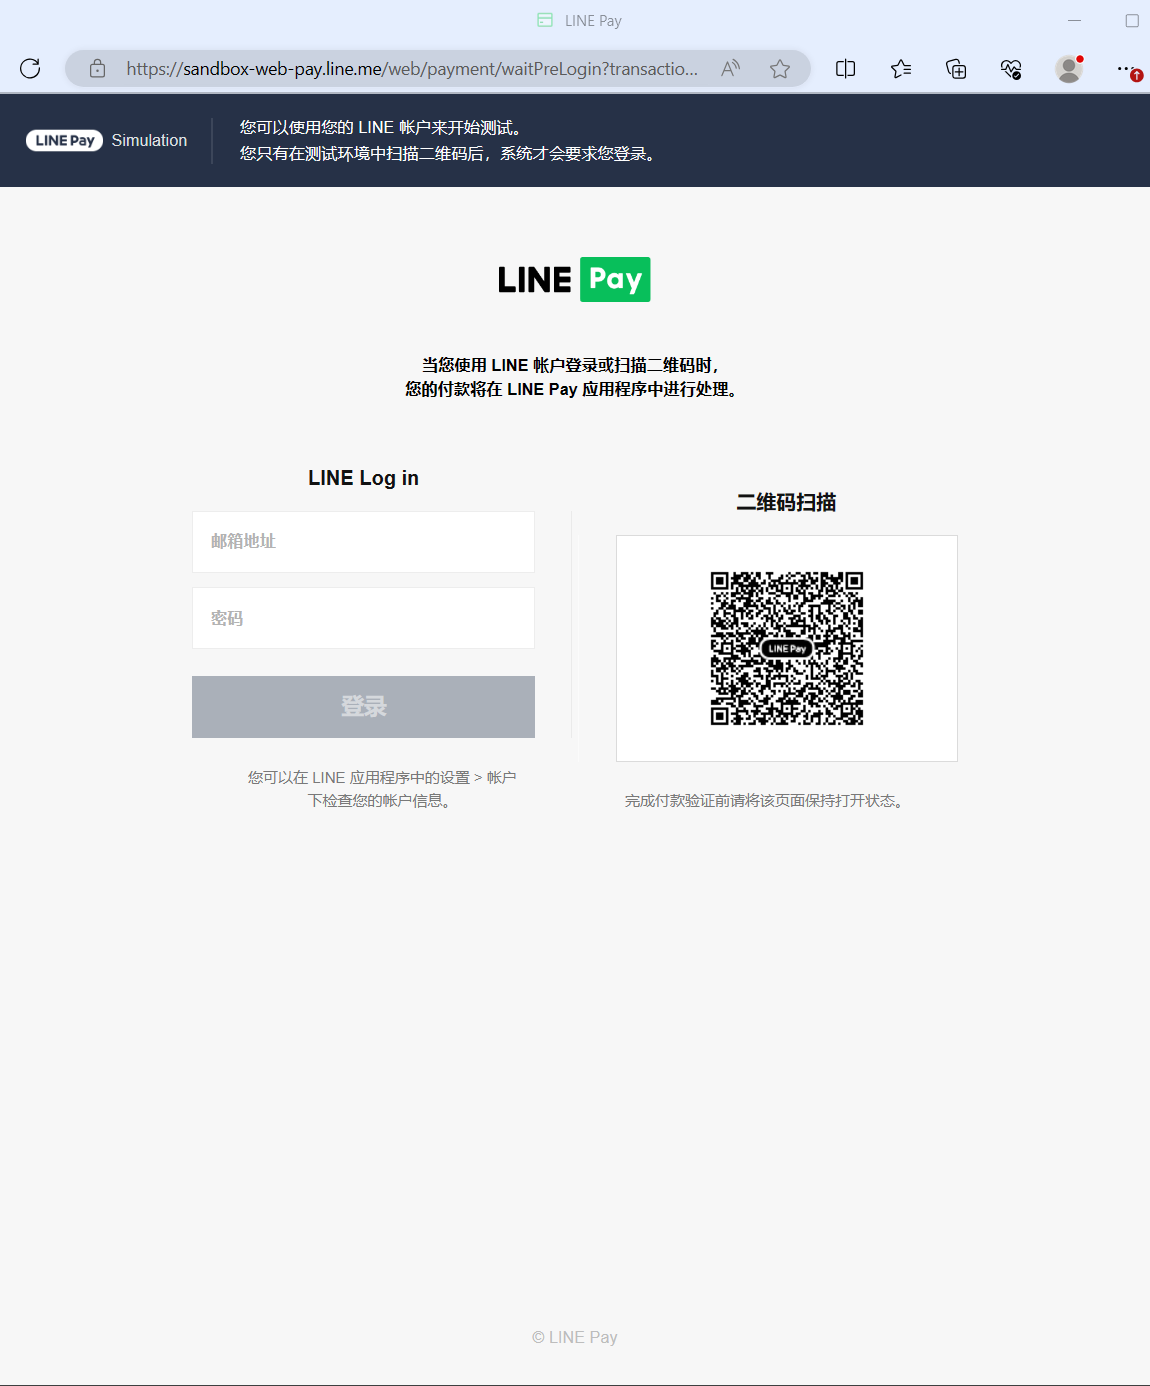 LINE Pay
https://sandbox-web-pay.line.me/web/payment/waitPreLogin?transactio...
LINE Pay Simulation
您可以使用您的 LINE 帐户来开始测试。
您只有在测试环境中扫描二维码后，系统才会要求您登录。
LINE Pay
当您使用 LINE 帐户登录或扫描二维码时，
您的付款将在 LINE Pay 应用程序中进行处理。
LINE Log in
邮箱地址
密码
登录
您可以在 LINE 应用程序中的设置 > 帐户
下检查您的帐户信息。
二维码扫描
LINE Pay
完成付款验证前请将该页面保持打开状态。
© LINE Pay